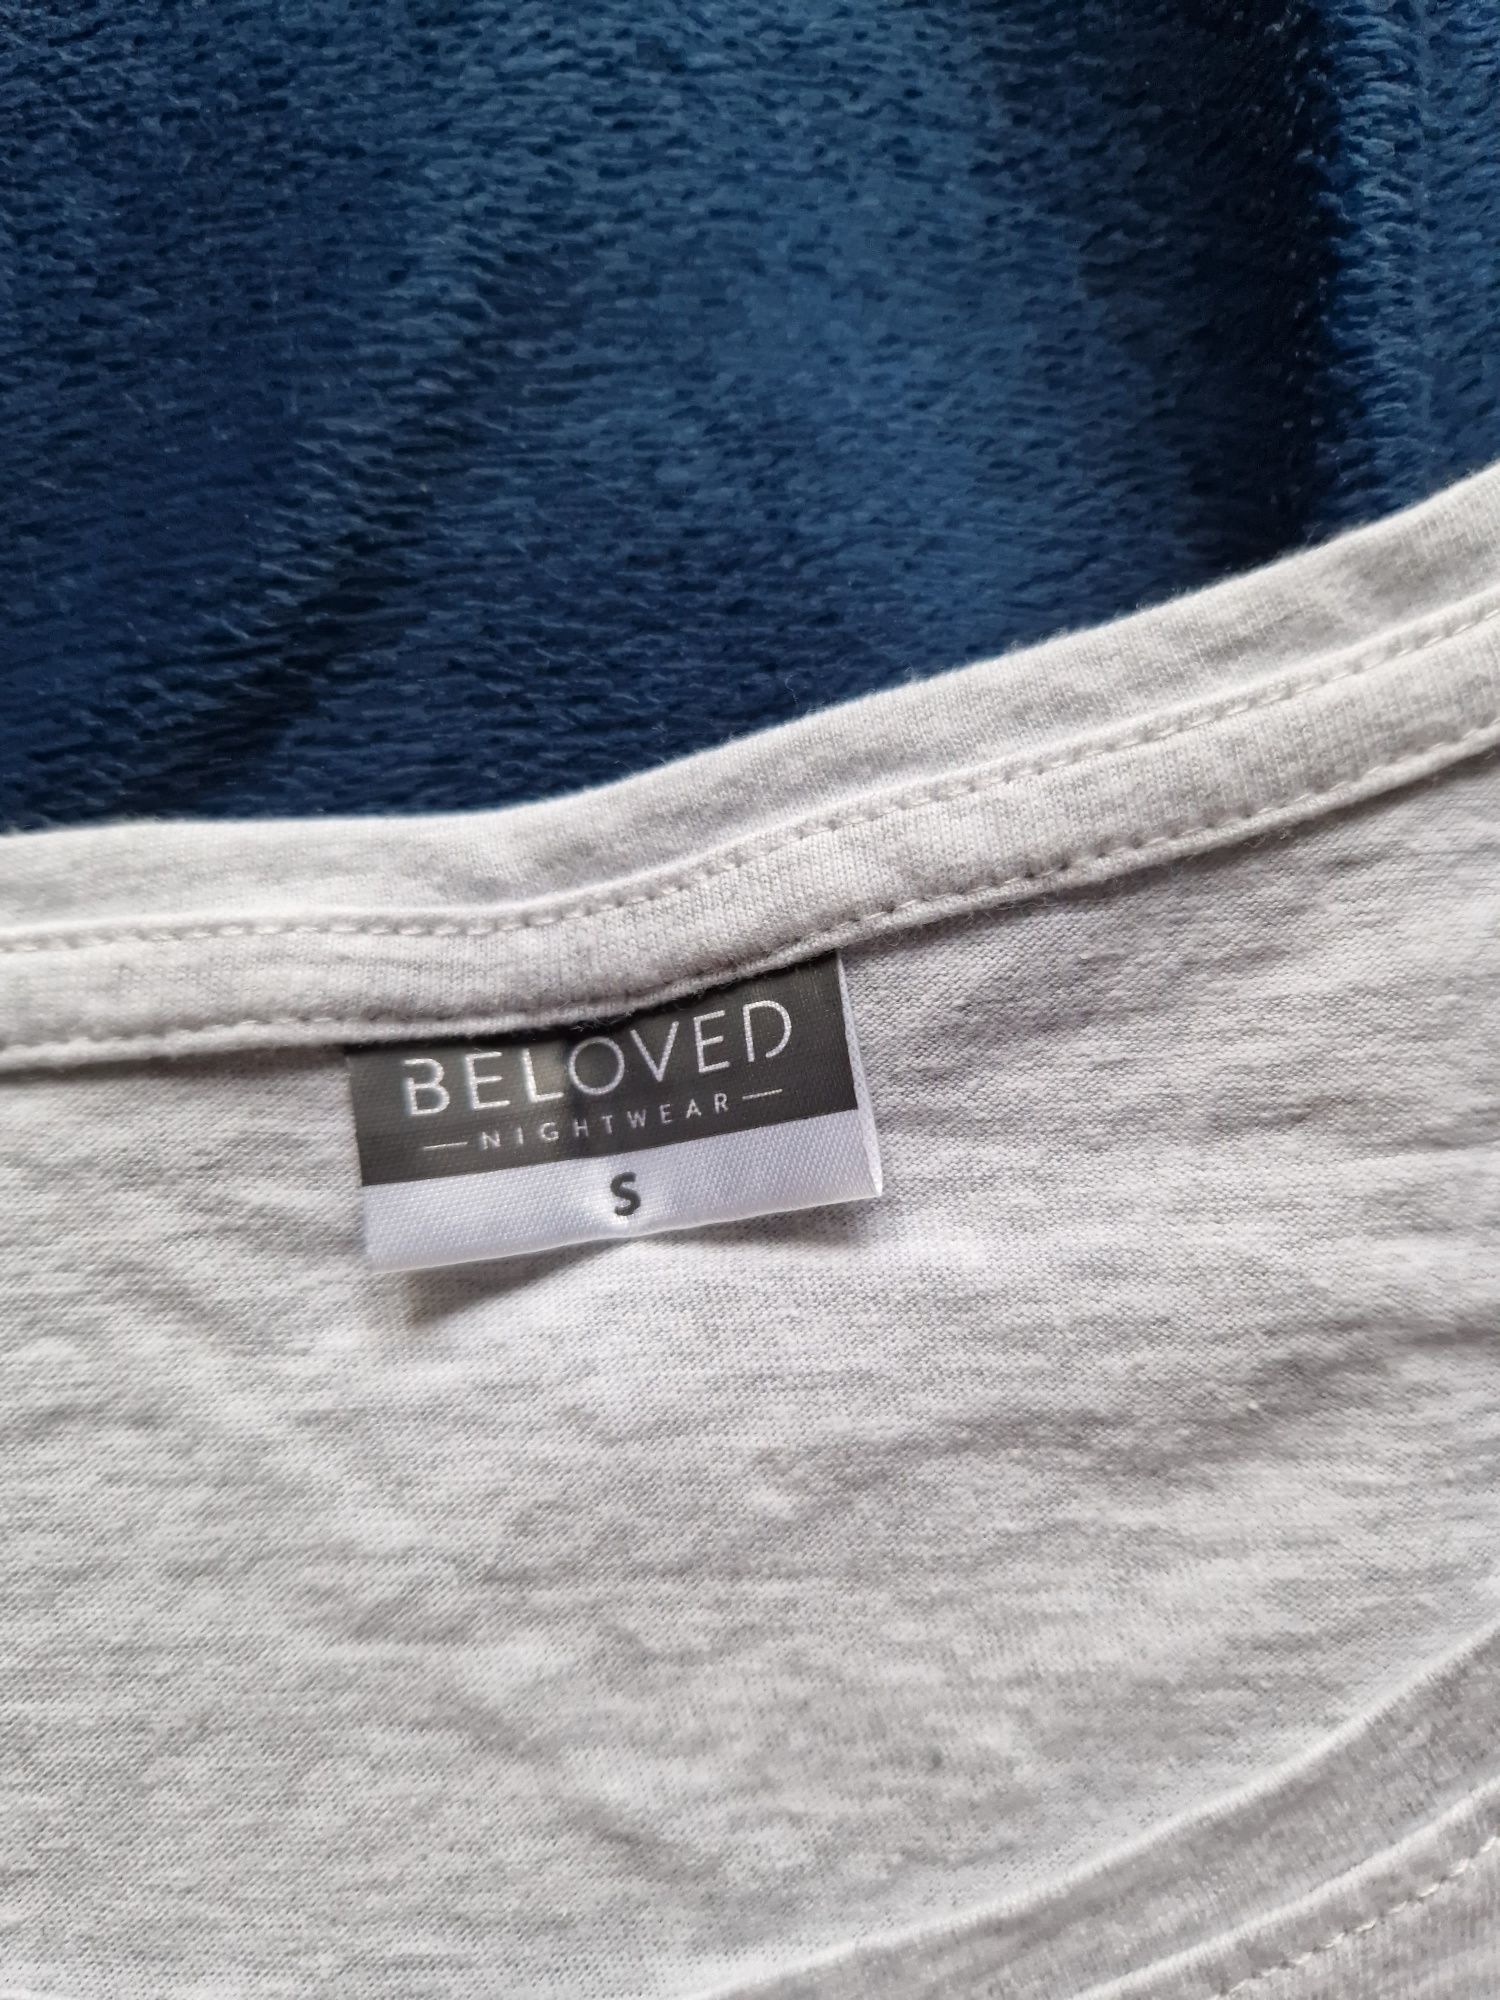 BELOVED
— NIGHTWEAR —
S